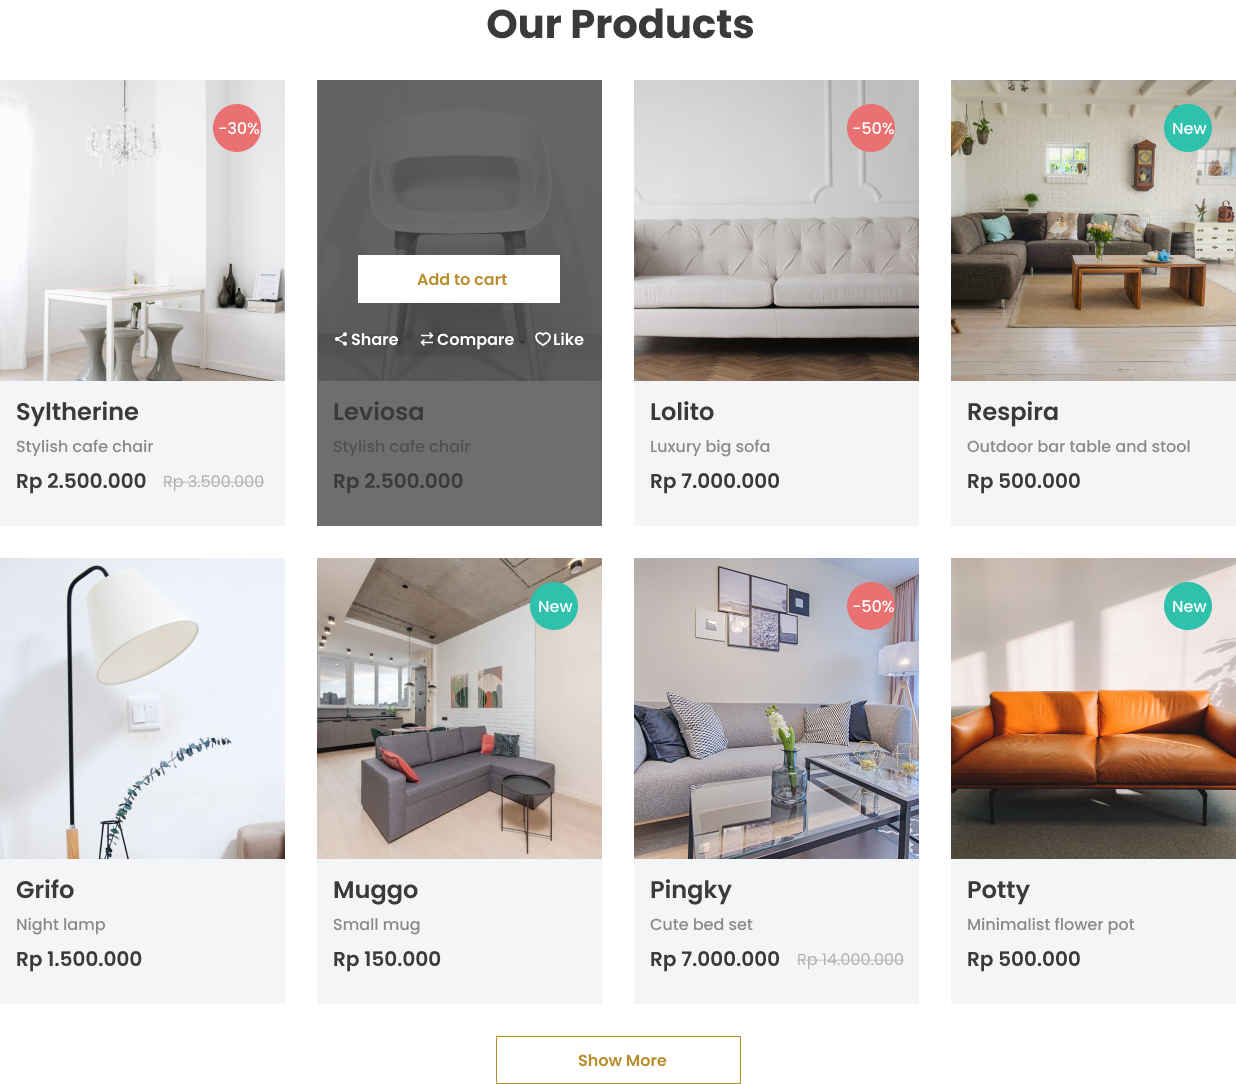 Our Products
-30%
-50%
New
Add to cart
Share Compare Like
Syltherine
Stylish cafe chair
Rp 2.500.000 Rp 3.500.000
Leviosa
Stylish cafe chair
Rp 2.500.000
Lolito
Luxury big sofa
Rp 7.000.000
Respira
Outdoor bar table and stool
Rp 500.000
New
-50%
New
Grifo
Night lamp
Rp 1.500.000
Muggo
Small mug
Rp 150.000
Pingky
Cute bed set
Rp 7.000.000 Rp 14.000.000
Potty
Minimalist flower pot
Rp 500.000
Show More